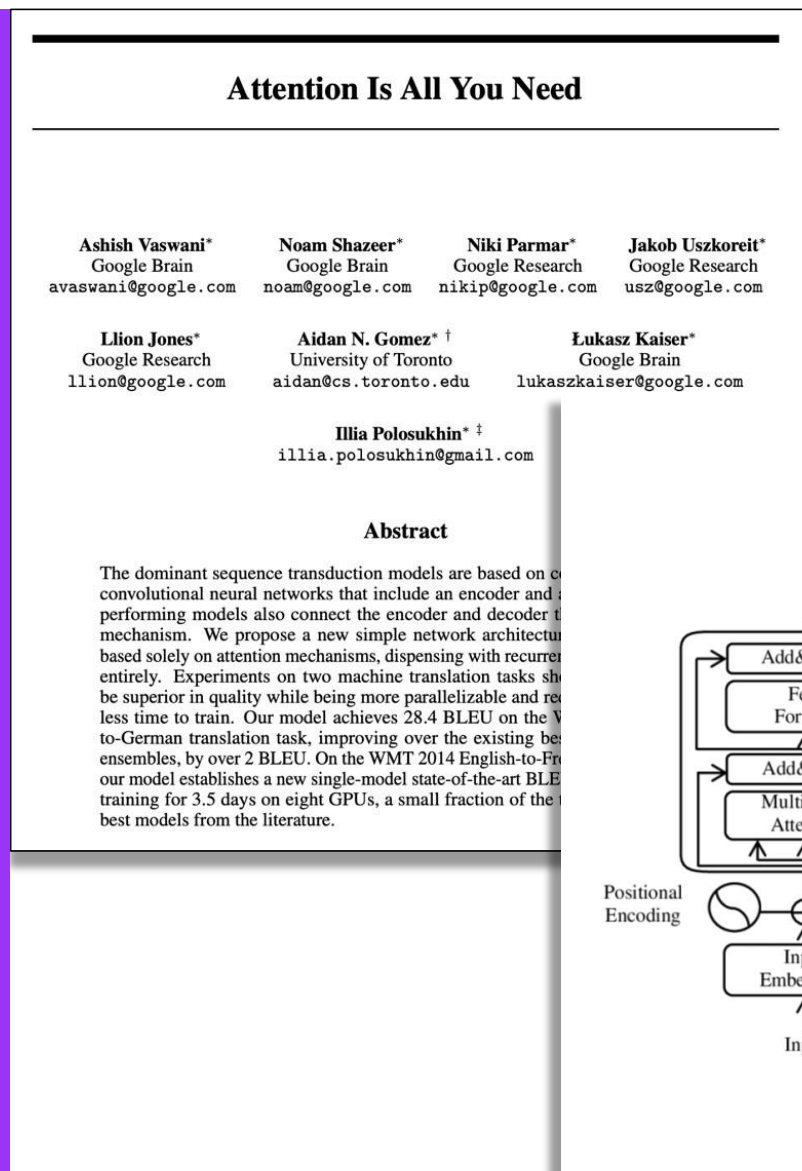 Attention Is All You Need
Ashish Vaswani* Noam Shazeer* Niki Parmar* Jakob Uszkoreit*
Google Brain Google Brain Google Research Google Research
avaswani@google.com noam@google.com nikip@google.com usz@google.com
Llion Jones* Aidan N. Gomez* † Łukasz Kaiser*
Google Research University of Toronto Google Brain
llion@google.com aidan@cs.toronto.edu lukaszkaiser@google.com
Illia Polosukhin* ‡
illia.polosukhin@gmail.com
Abstract
The dominant sequence transduction models are based on
convolutional neural networks that include an encoder and
performing models also connect the encoder and decoder
mechanism. We propose a new simple network
based solely on attention mechanisms, dispensing with
entirely. Experiments on two machine translation tasks
be superior in quality while being more parallelizable and
less time to train. Our model achieves 28.4 BLEU on the
to-German translation task, improving over the existing
ensembles, by over 2 BLEU. On the WMT 2014
our model establishes a new single-model state-of-the-art
training for 3.5 days on eight GPUs, a small fraction of the
best models from the literature.
Positional
Encoding